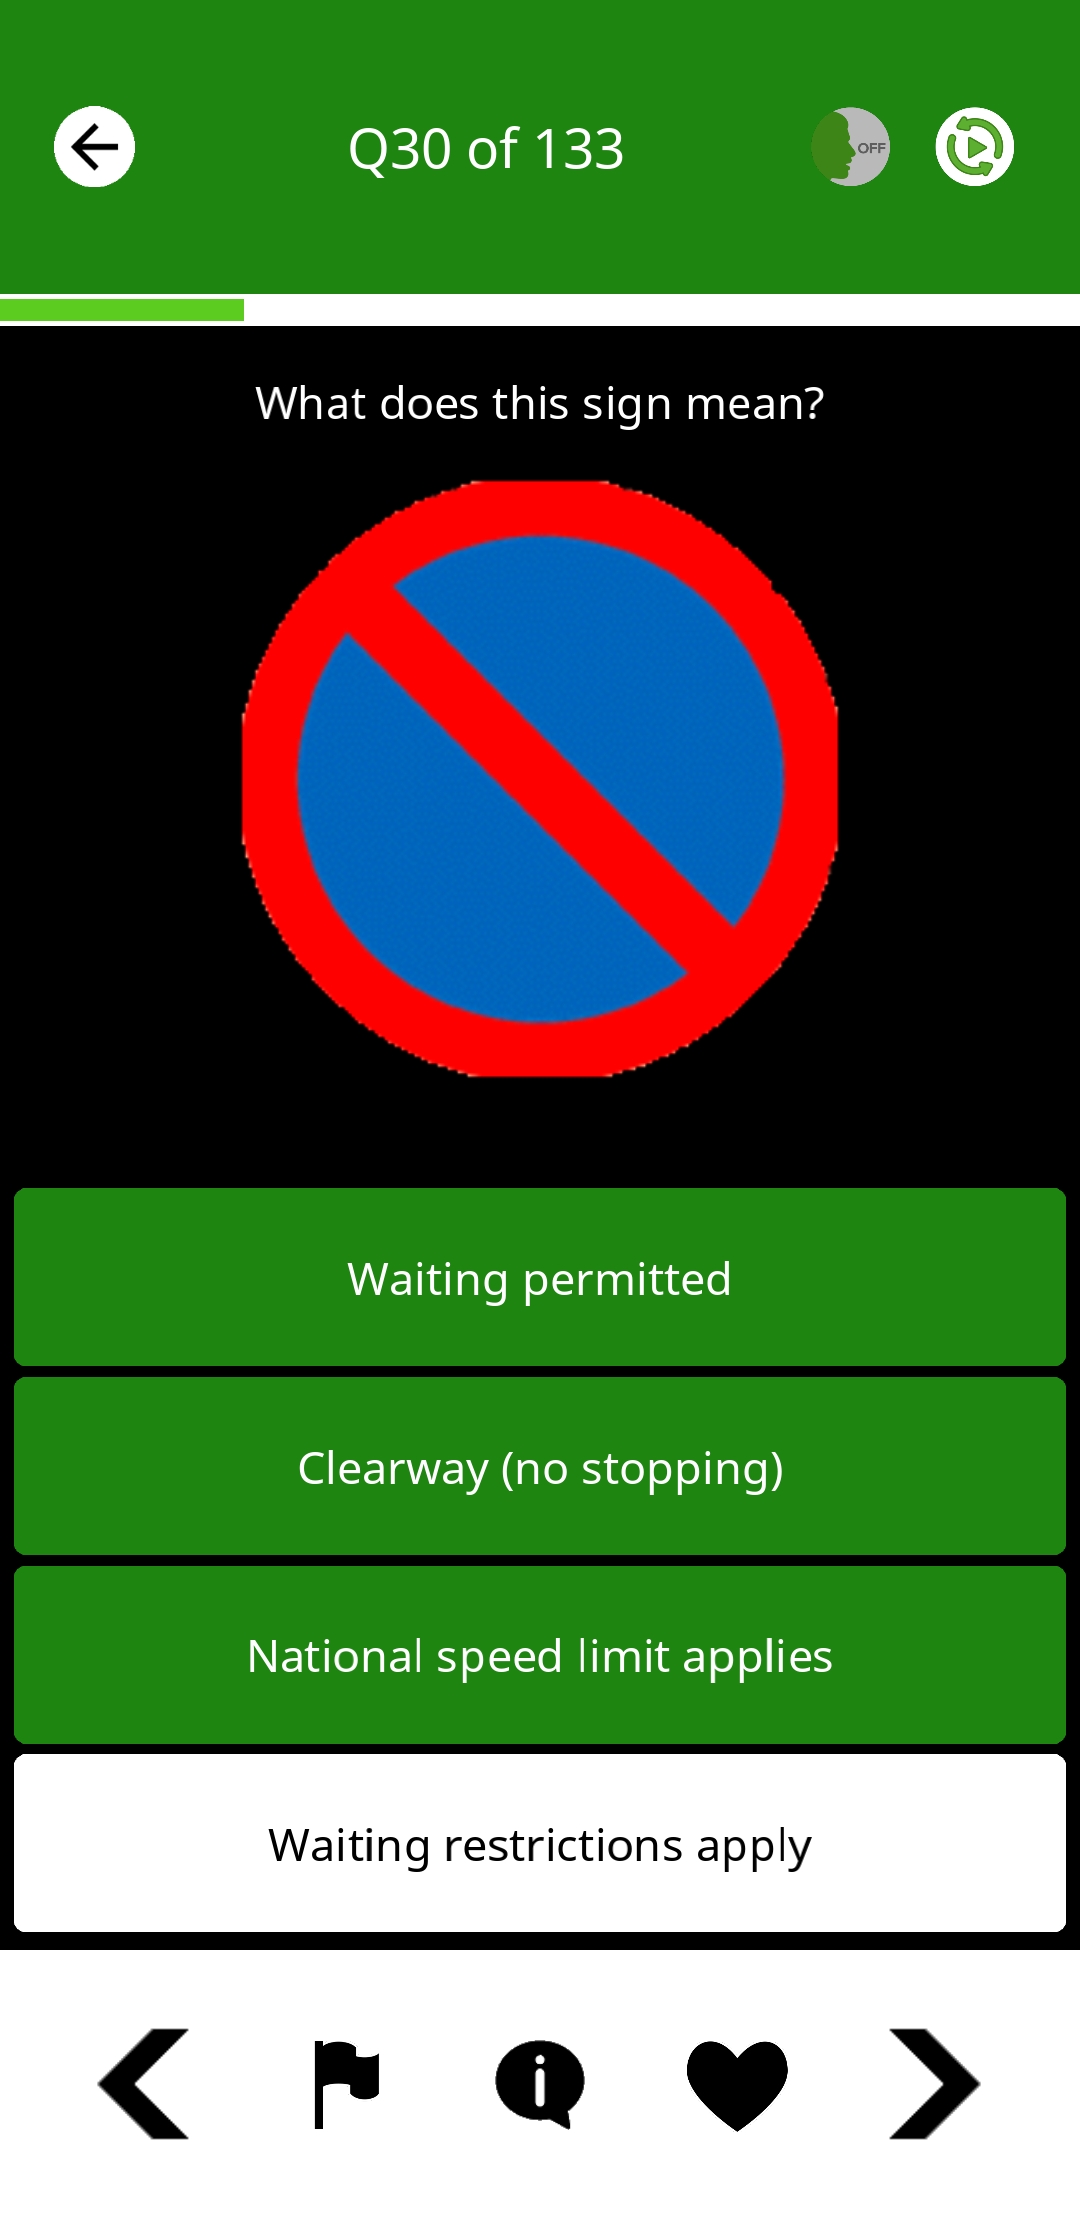 Q30 of 133
OFF
What does this sign mean?
Waiting permitted
Clearway (no stopping)
National speed limit applies
Waiting restrictions apply